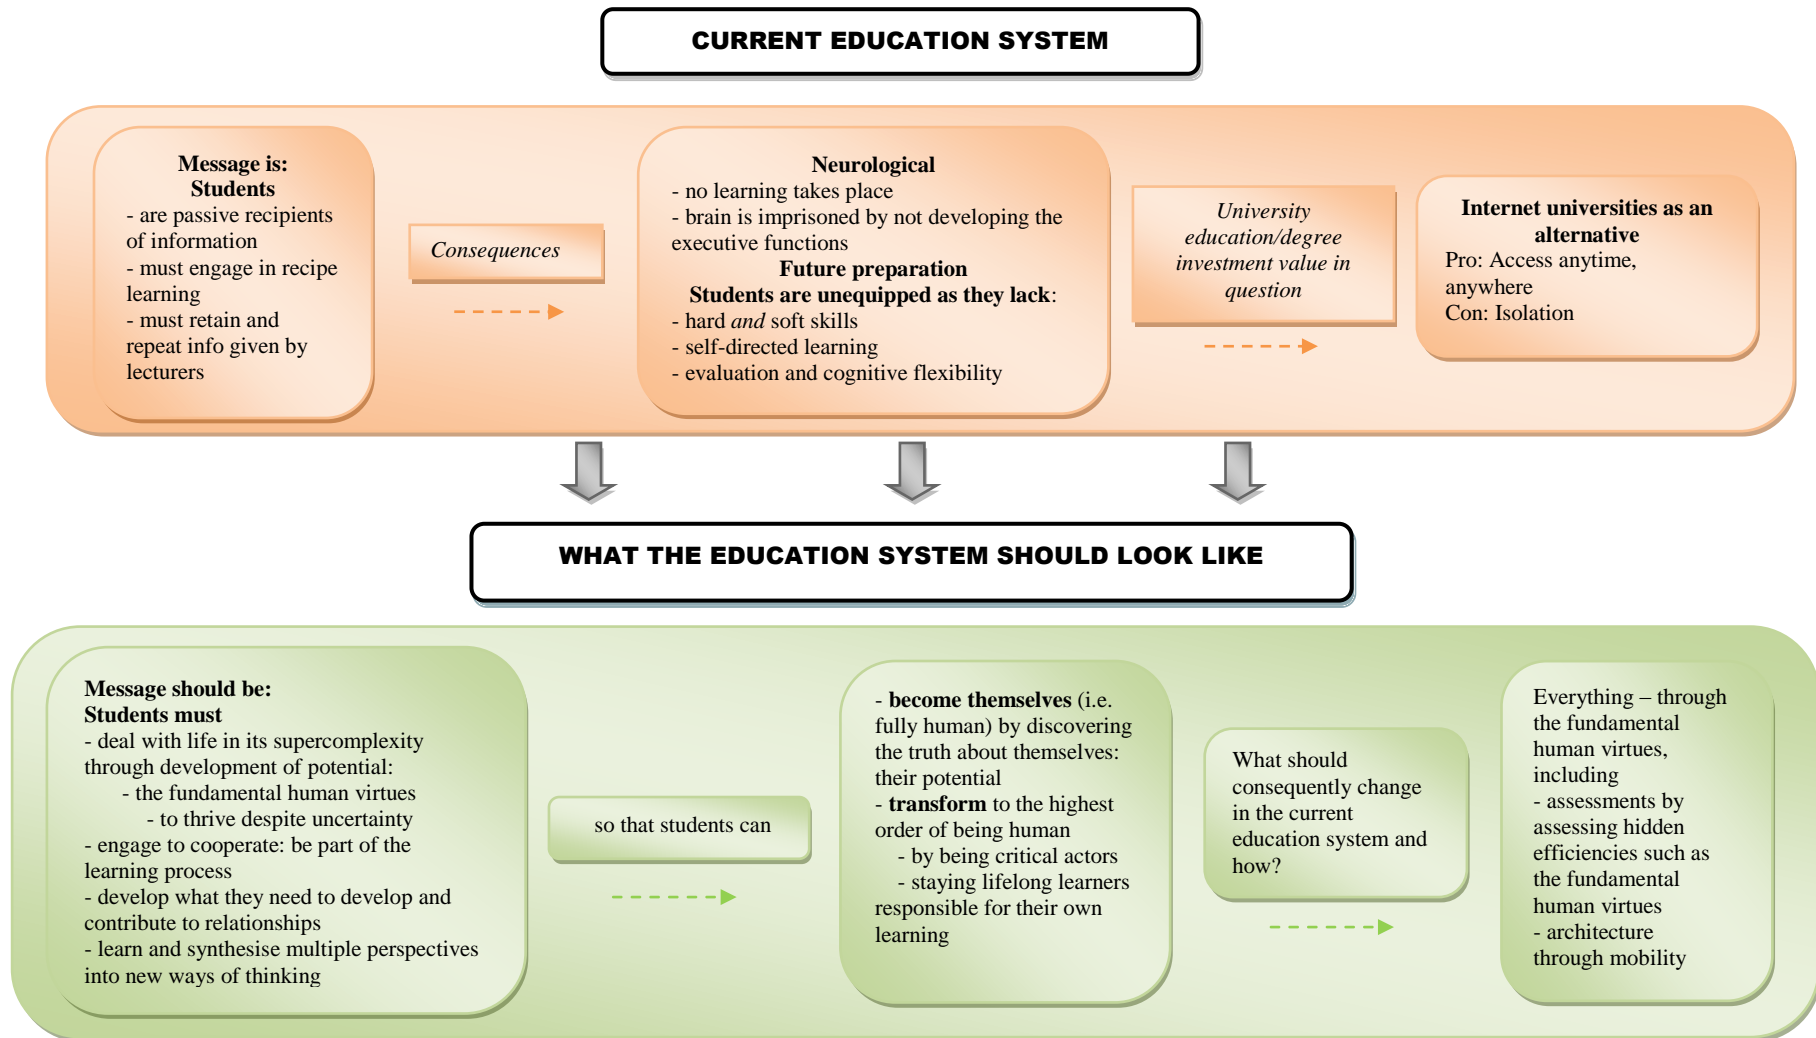 CURRENT EDUCATION SYSTEM
Message is:
Students
- are passive recipients
of information
- must engage in recipe
learning
- must retain and
repeat info given by
lecturers
Consequences
Neurological
- no learning takes place
- brain is imprisoned by not developing the
executive functions
Future preparation
Students are unequipped as they lack:
- hard and soft skills
- self-directed learning
- evaluation and cognitive flexibility
University
education/degree
investment value in
question
Internet universities as an
alternative
Pro: Access anytime,
anywhere
Con: Isolation
WHAT THE EDUCATION SYSTEM SHOULD LOOK LIKE
Message should be:
Students must
- deal with life in its supercomplexity
through development of potential:
- the fundamental human virtues
- to thrive despite uncertainty
- engage to cooperate: be part of the
learning process
- develop what they need to develop and
contribute to relationships
- learn and synthesise multiple perspectives
into new ways of thinking
so that students can
- become themselves (i.e.
fully human) by discovering
the truth about themselves:
their potential
- transform to the highest
order of being human
- by being critical actors
- staying lifelong learners
responsible for their own
learning
What should
consequently change
in the current
education system and
how?
Everything – through
the fundamental
human virtues,
including
- assessments by
assessing hidden
efficiencies such as
the fundamental
human virtues
- architecture
through mobility